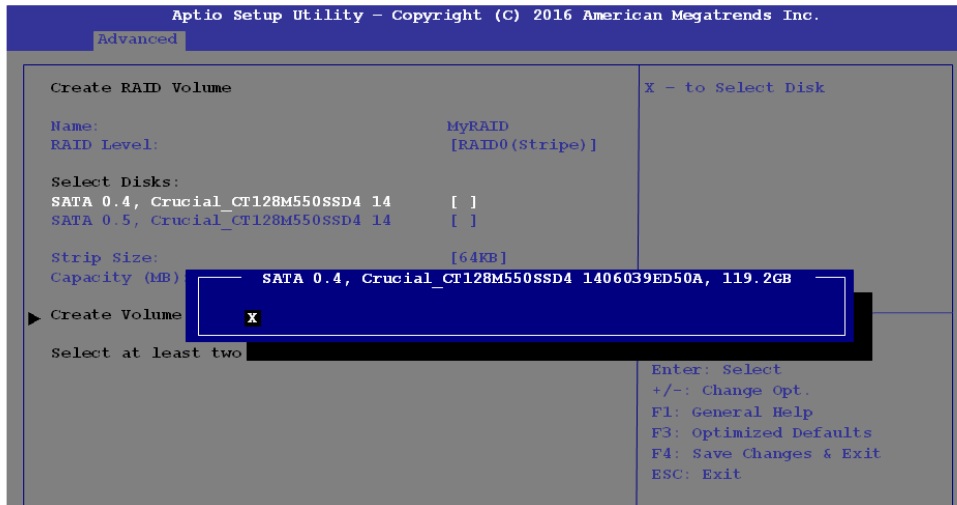 Aptio Setup Utility – Copyright (C) 2016 American Megatrends Inc.
Advanced
Create RAID Volume
X – to Select Disk
Name: MyRAID
RAID Level: [RAID0(Stripe)]
Select Disks:
SATA 0.4, Crucial_CT128M550SSD4 14 [ ]
SATA 0.5, Crucial_CT128M550SSD4 14 [ ]
Strip Size: [64KB]
Capacity (MB):
SATA 0.4, Crucial_CT128M550SSD4 1406039ED50A, 119.2GB
X
Create Volume
Select at least two
Enter: Select
+/-: Change Opt.
F1: General Help
F3: Optimized Defaults
F4: Save Changes & Exit
ESC: Exit